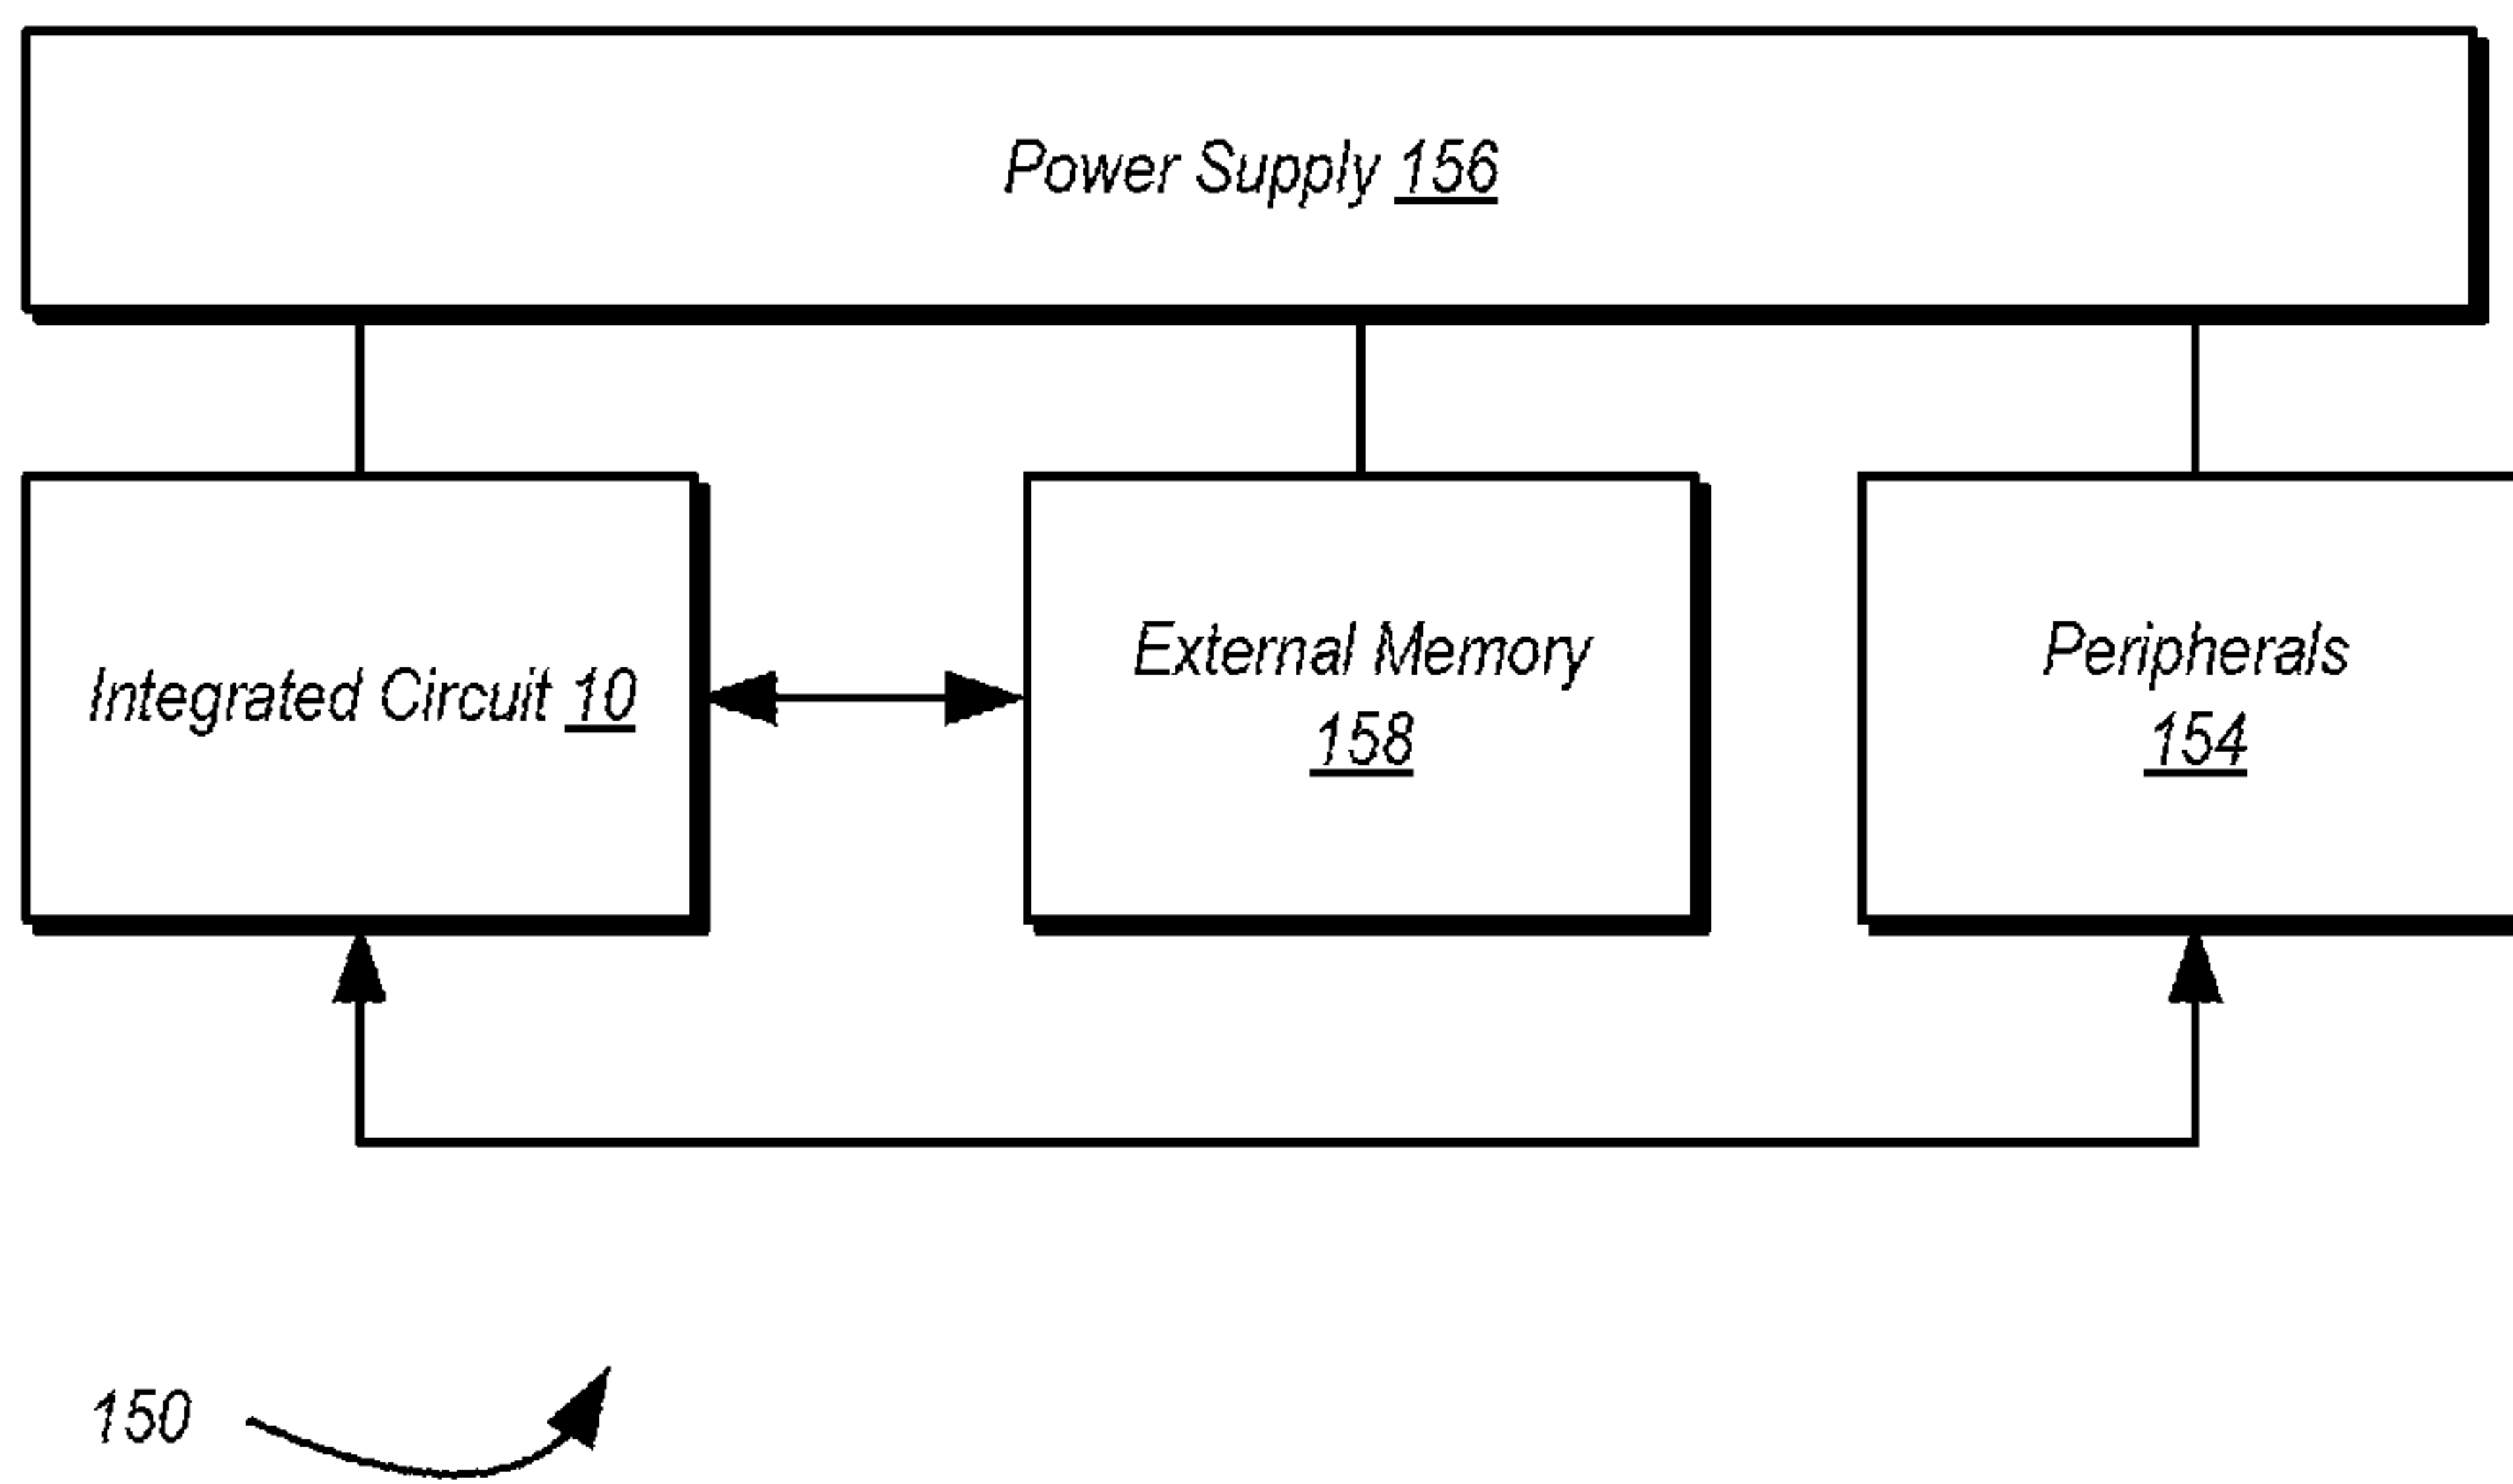 Power Supply 156
Integrated Circuit 10
External Memory
158
Peripherals
154
150